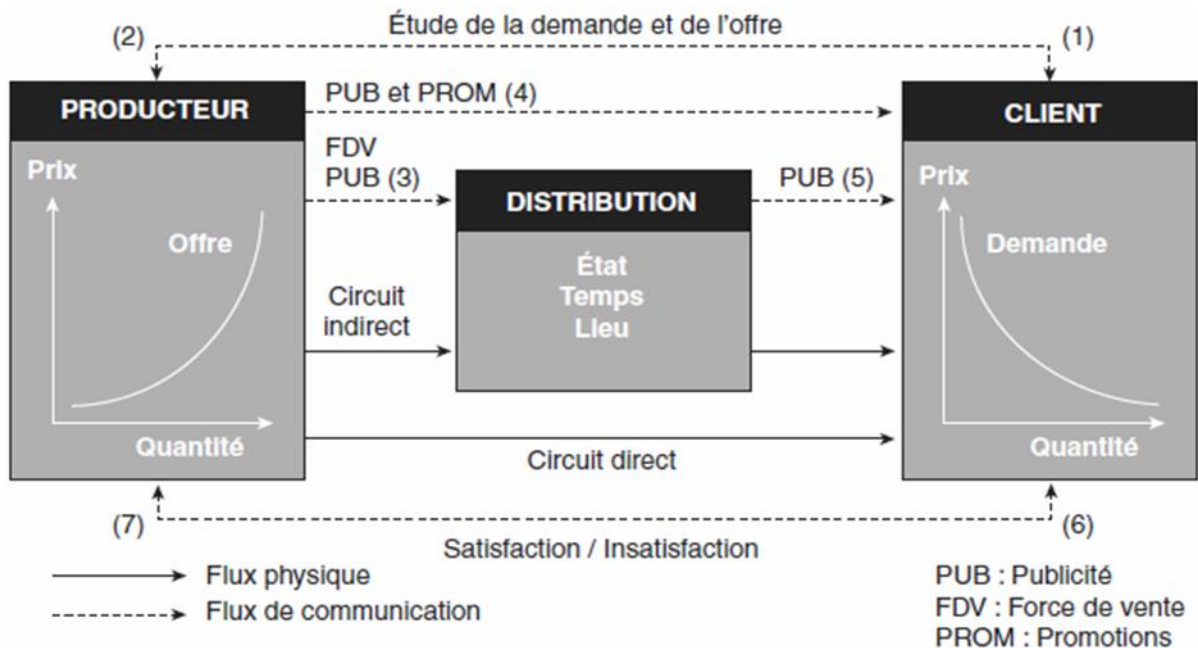 Étude de la demande et de l'offre
(2)
(1)
PRODUCTEUR
PUB et PROM (4)
CLIENT
FDV
PUB (3)
DISTRIBUTION
PUB (5)
Prix
Offre
Quantité
État
Temps
Lieu
Prix
Demande
Quantité
Circuit
indirect
Circuit direct
(7)
(6)
Satisfaction / Insatisfaction
Flux physique
Flux de communication
PUB : Publicité
FDV : Force de vente
PROM : Promotions